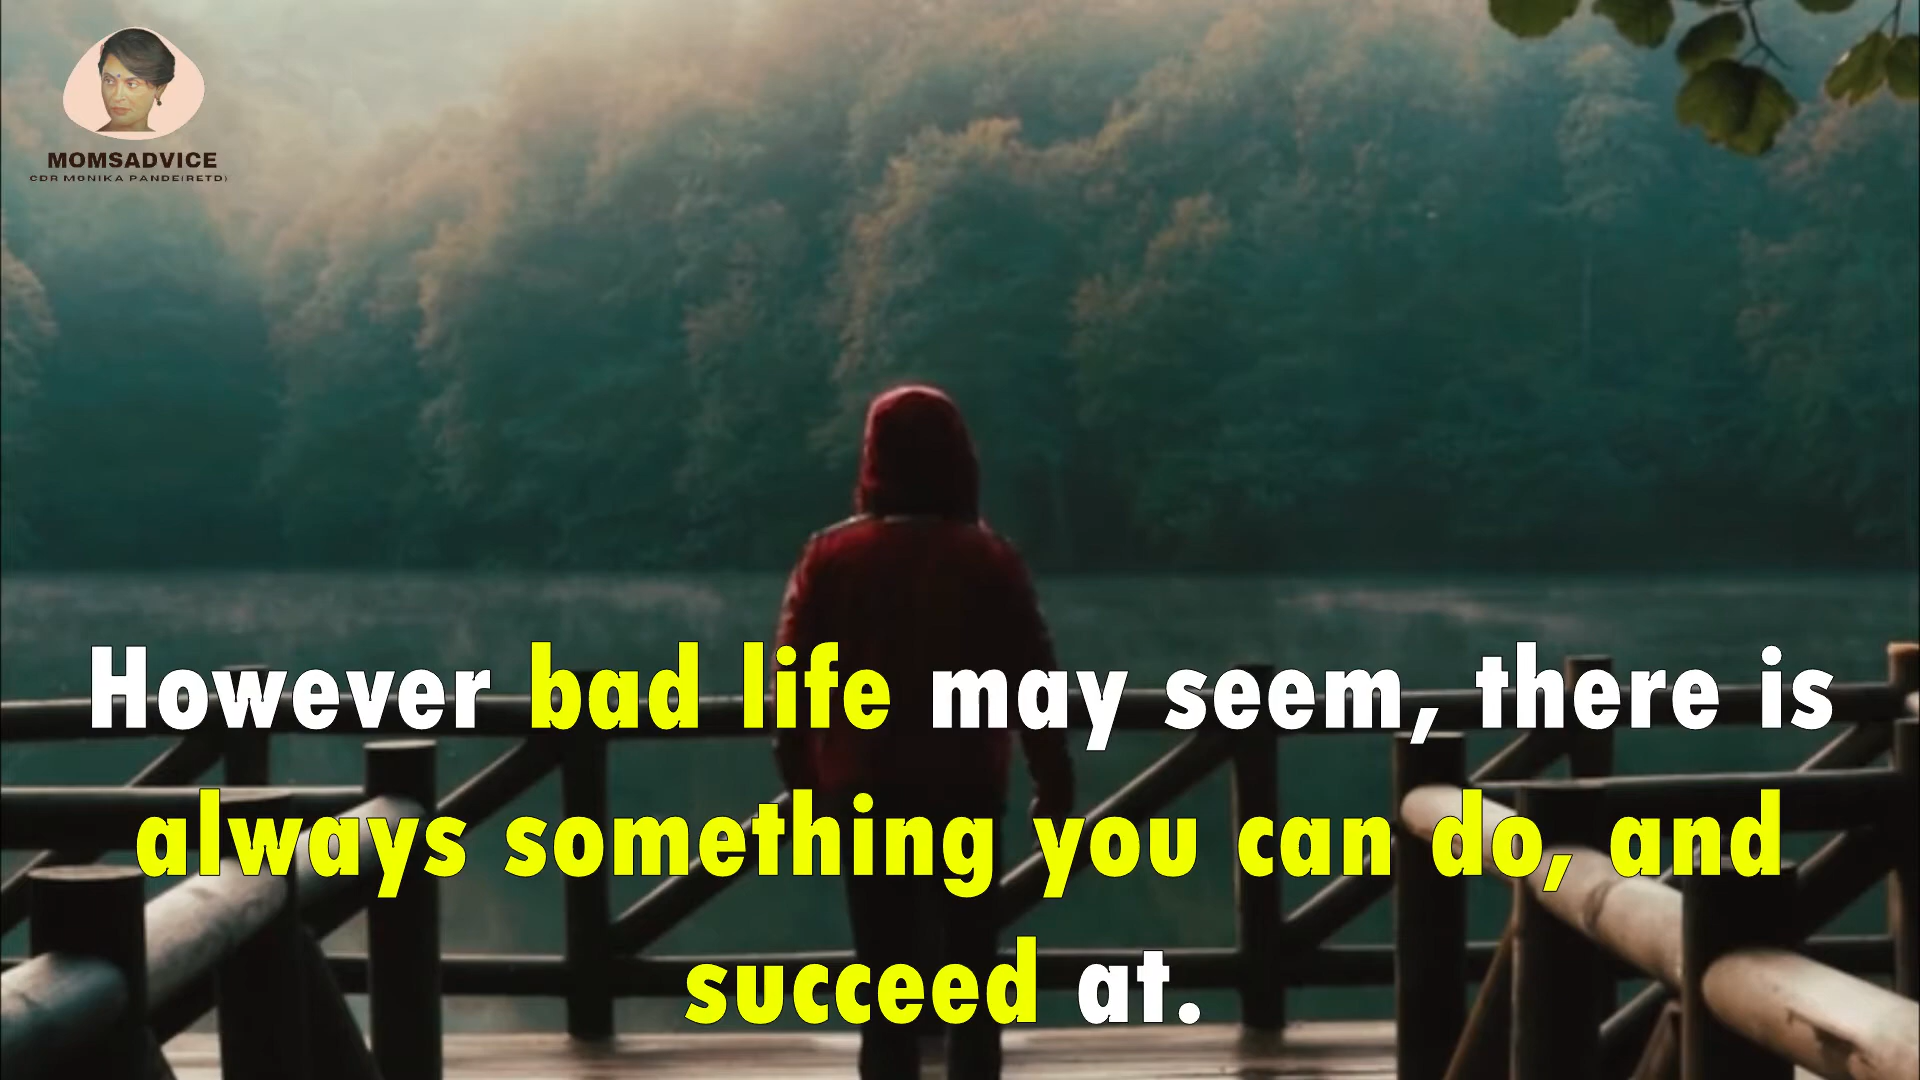 MOMSADVICE
CDR MONIKA PANDE(RETD)
However bad life may seem, there is
always something you can do, and
succeed at.